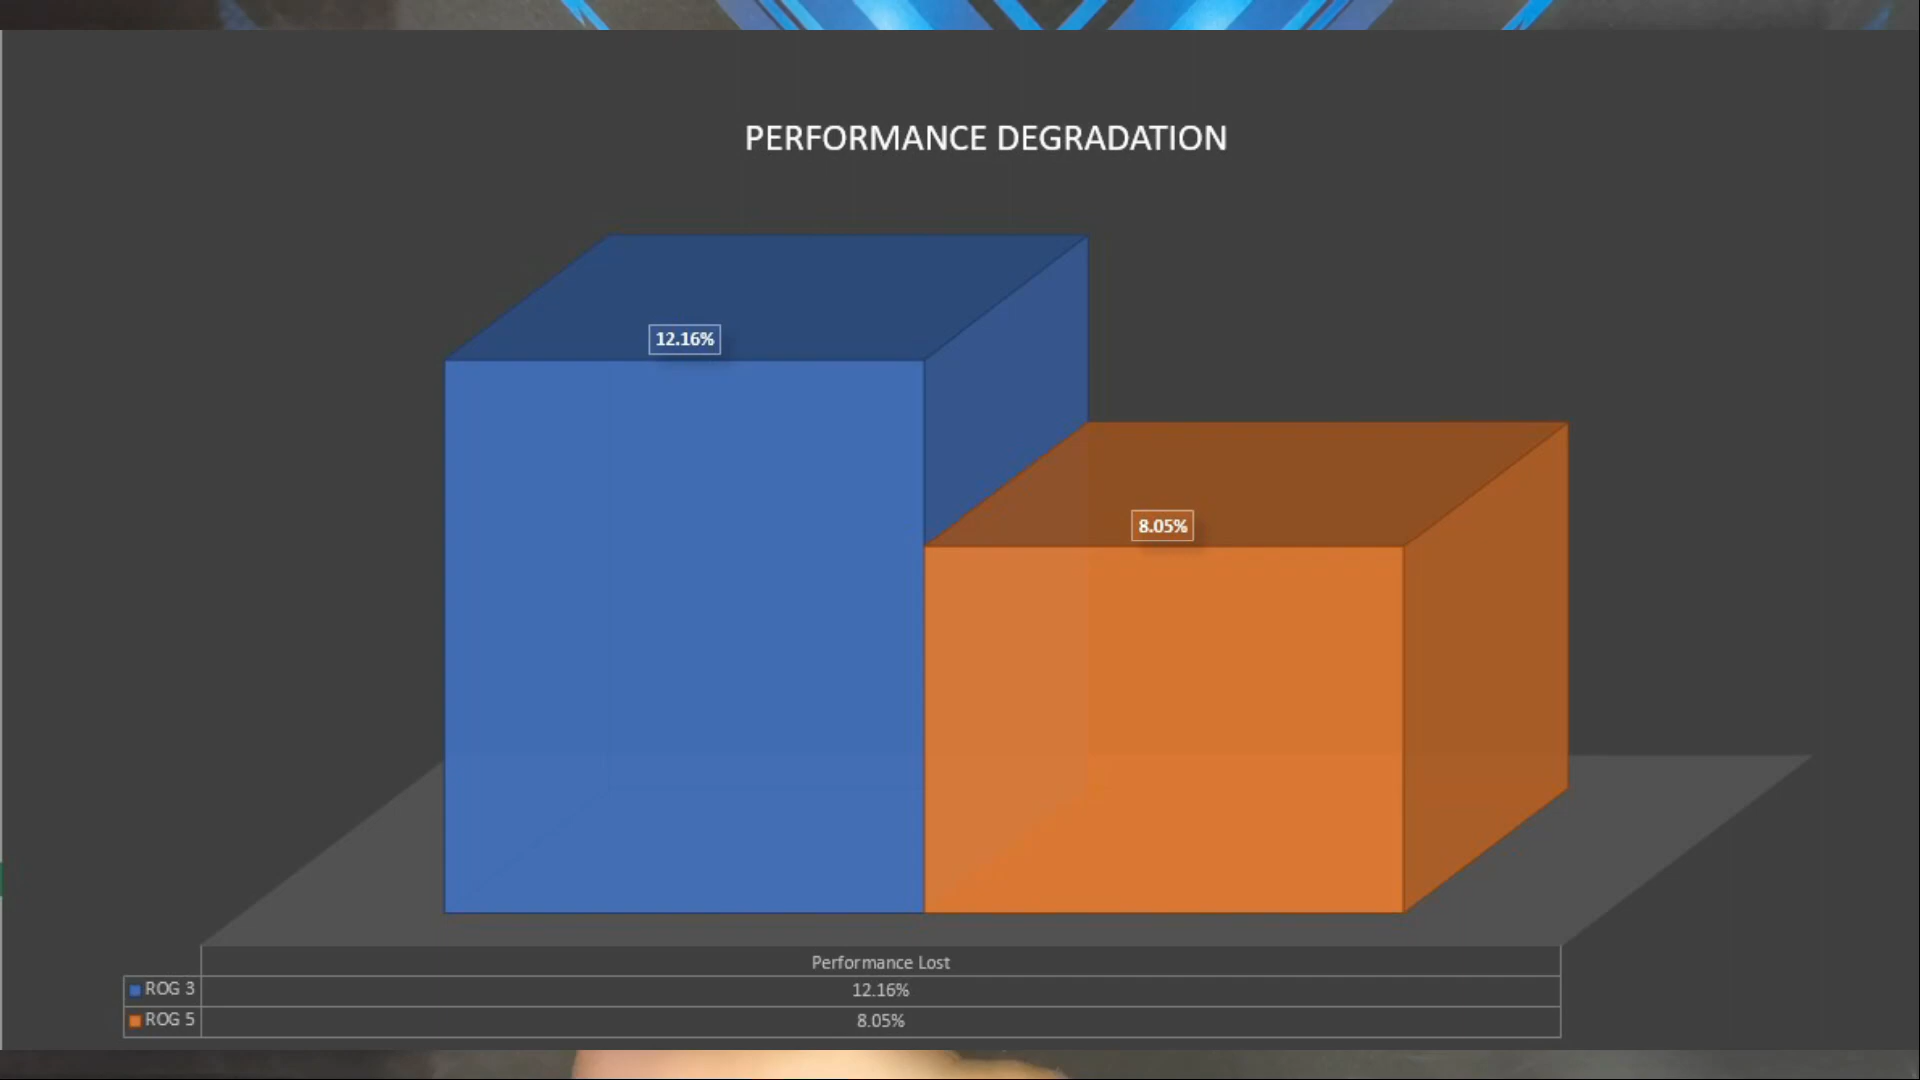 PERFORMANCE DEGRADATION
12.16%
8.05%
Performance Lost
ROG 3 12.16%
ROG 5 8.05%